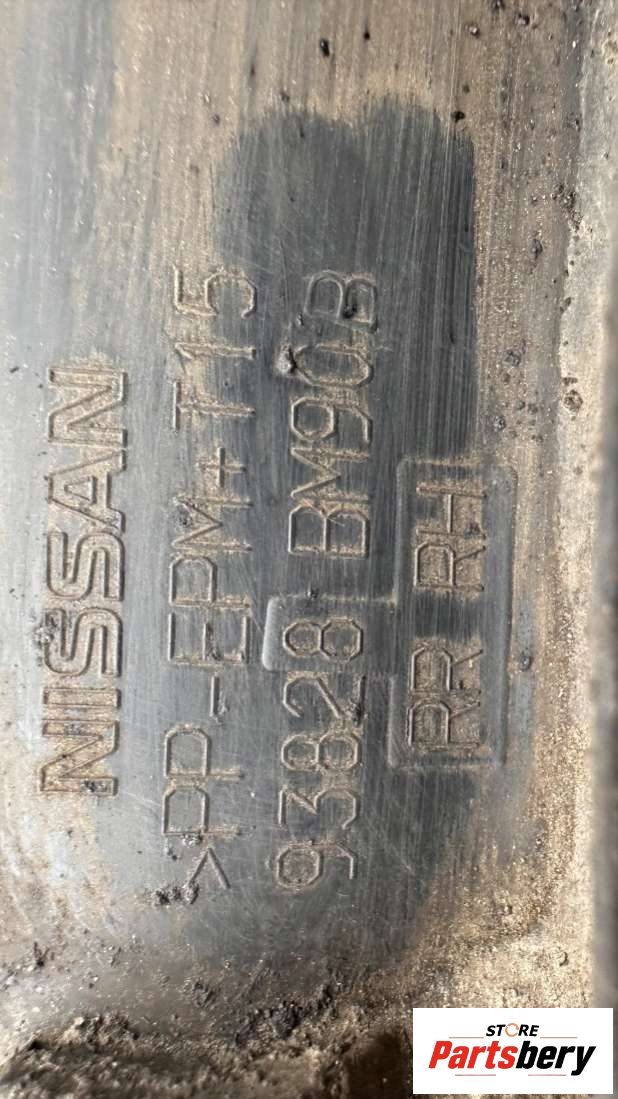 NISSAN
>PP-EPM+T15
93828 BM90B
RR RH
STORE
Partsbery